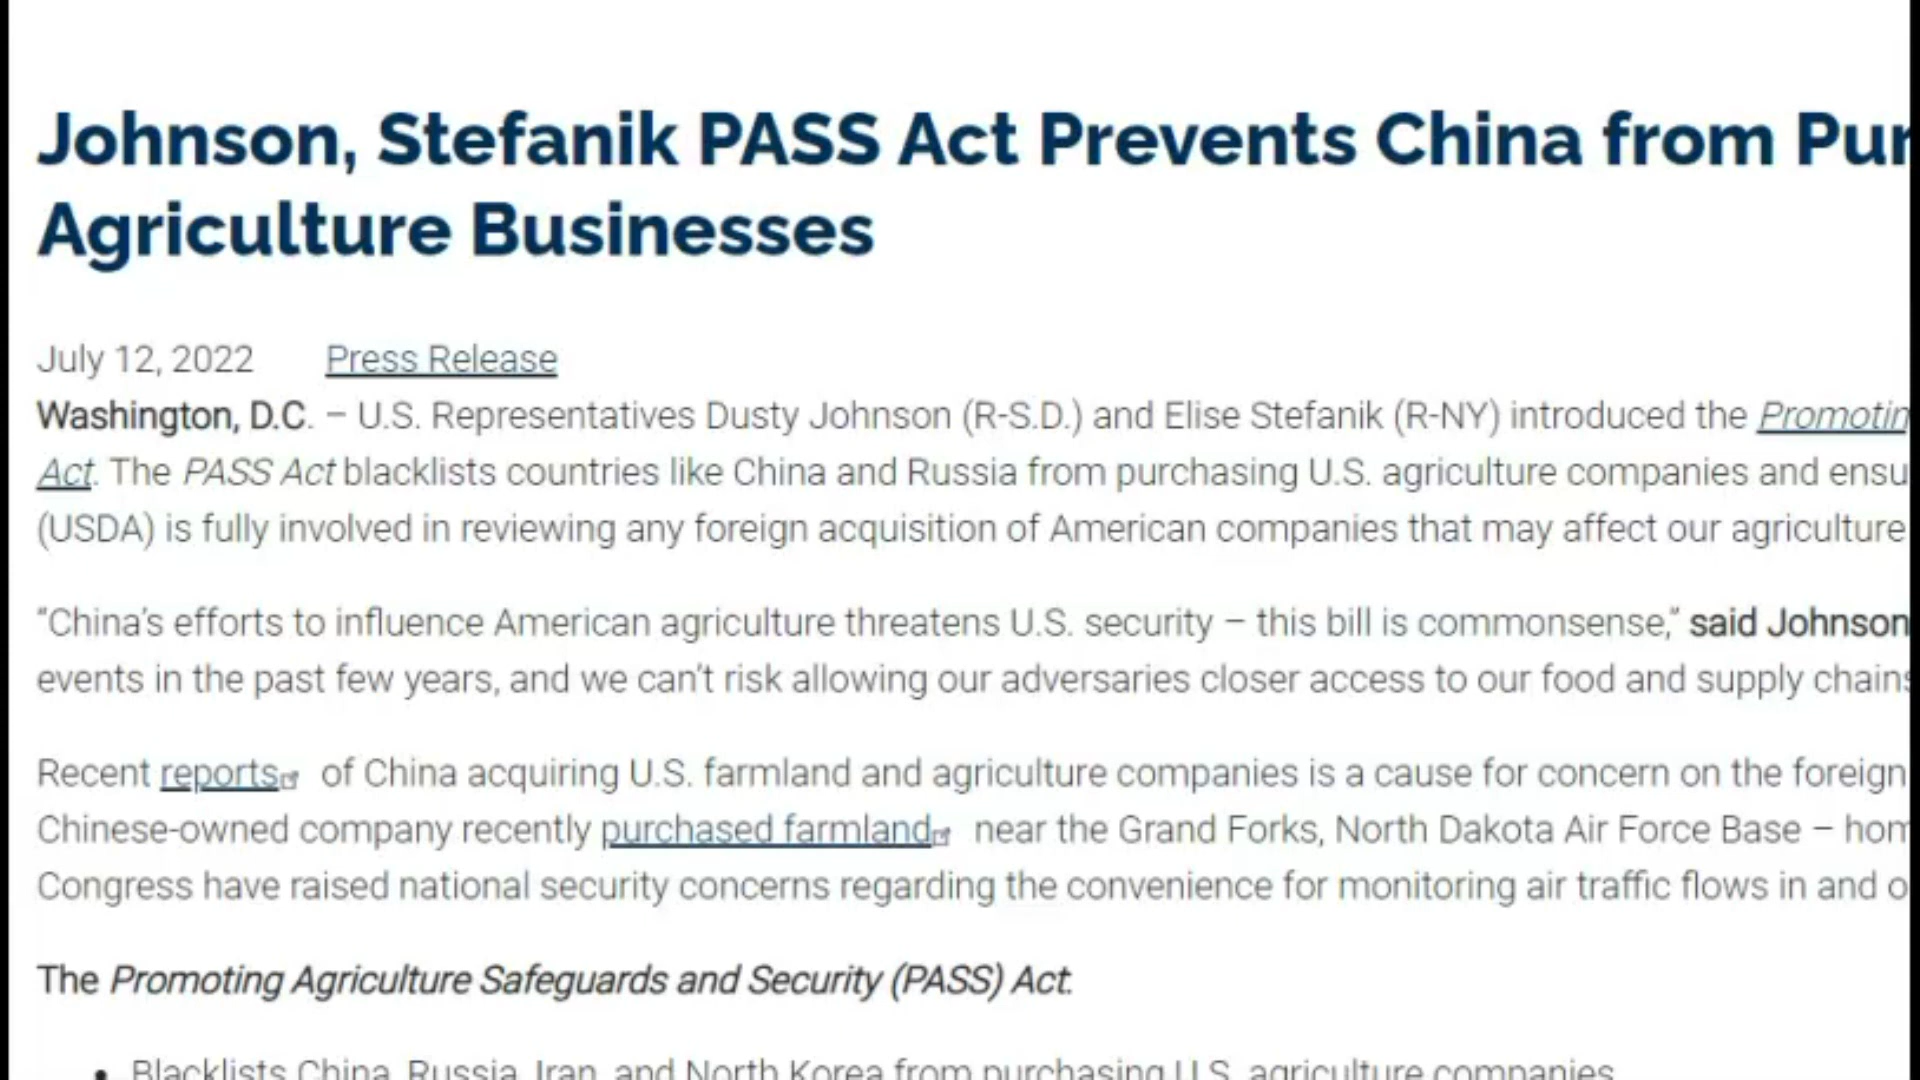 Johnson, Stefanik PASS Act Prevents China from
Agriculture Businesses
July 12, 2022 Press Release
Washington, D.C. – U.S. Representatives Dusty Johnson (R-S.D.) and Elise Stefanik (R-NY) introduced the
Act. The PASS Act blacklists countries like China and Russia from purchasing U.S. agriculture companies and
(USDA) is fully involved in reviewing any foreign acquisition of American companies that may affect our agriculture
“China’s efforts to influence American agriculture threatens U.S. security – this bill is commonsense,” said Johnson
events in the past few years, and we can’t risk allowing our adversaries closer access to our food and supply chains
Recent reports of China acquiring U.S. farmland and agriculture companies is a cause for concern on the foreign
Chinese-owned company recently purchased farmland near the Grand Forks, North Dakota Air Force Base –
Congress have raised national security concerns regarding the convenience for monitoring air traffic flows in and
The Promoting Agriculture Safeguards and Security (PASS) Act:
• Blacklists China, Russia, Iran, and North Korea from purchasing U.S. agriculture companies